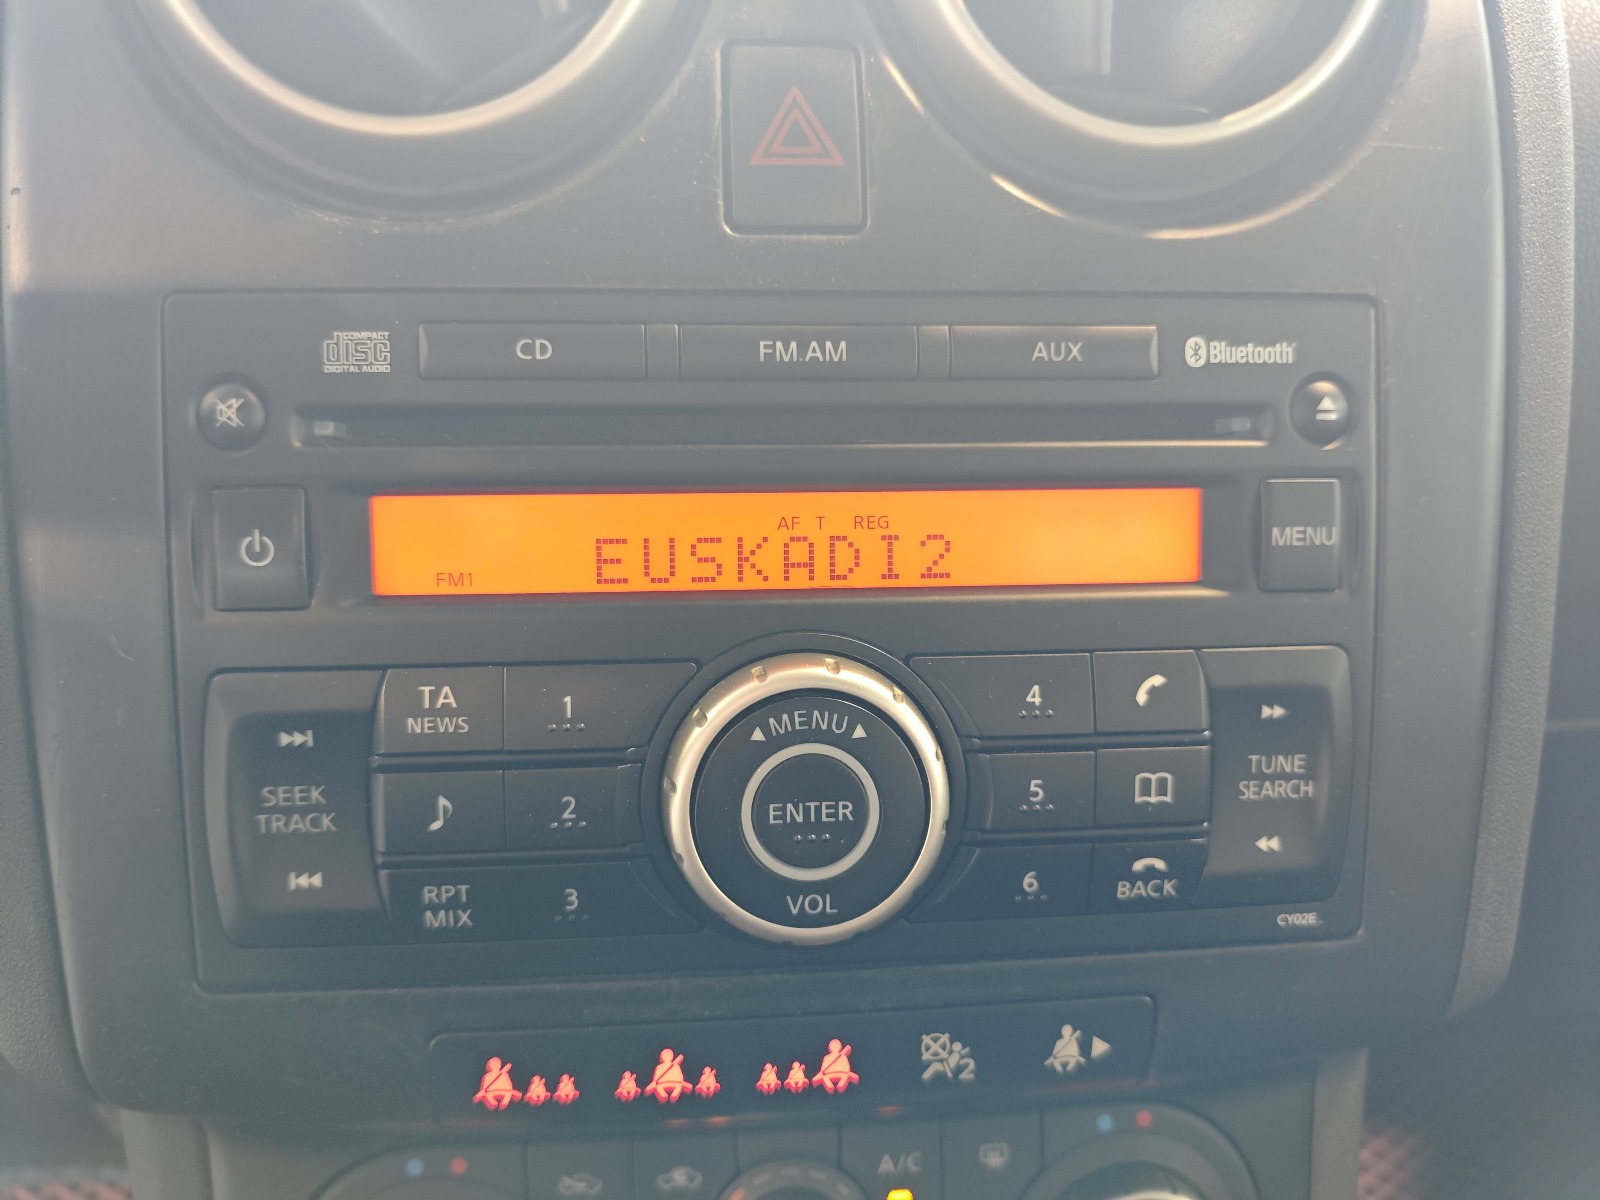 COMPACT
disc
DIGITAL AUDIO
CD
FM.AM
AUX
Bluetooth
AF T REG
EUSKADI2
FM1
MENU
TA
NEWS
1
4
SEEK
TRACK
2
MENU
ENTER
VOL
5
TUNE
SEARCH
RPT
MIX
3
6
BACK
CY02E
2
A/C